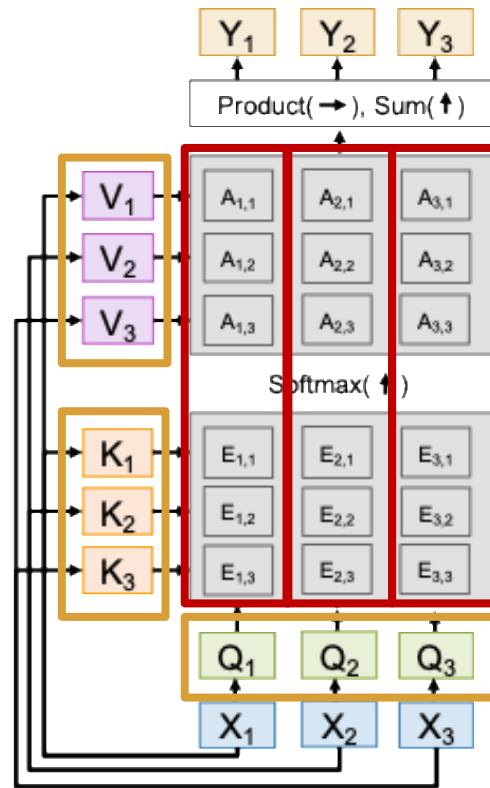 Y1 Y2 Y3
Product(→), Sum(↑)
V1 A1,1 A2,1 A3,1
V2 A1,2 A2,2 A3,2
V3 A1,3 A2,3 A3,3
Softmax(↑)
K1 E1,1 E2,1 E3,1
K2 E1,2 E2,2 E3,2
K3 E1,3 E2,3 E3,3
Q1 Q2 Q3
X1 X2 X3